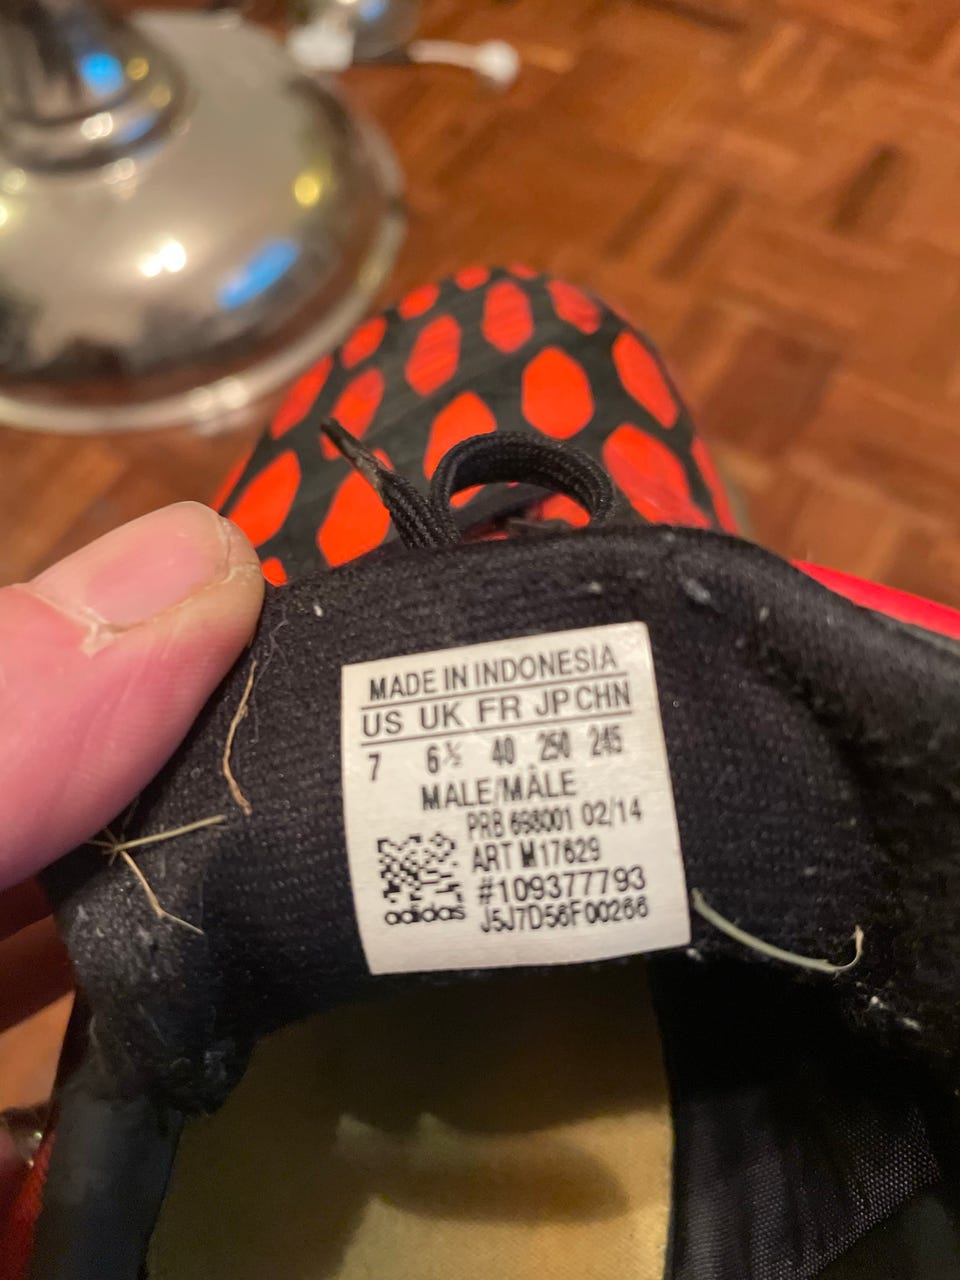 MADE IN INDONESIA
US UK FR JP CHN
7 6½ 40 250 245
MALE/MÂLE
PRB 698001 02/14
ART M17629
#109377793
adidas J5J7D56F00266